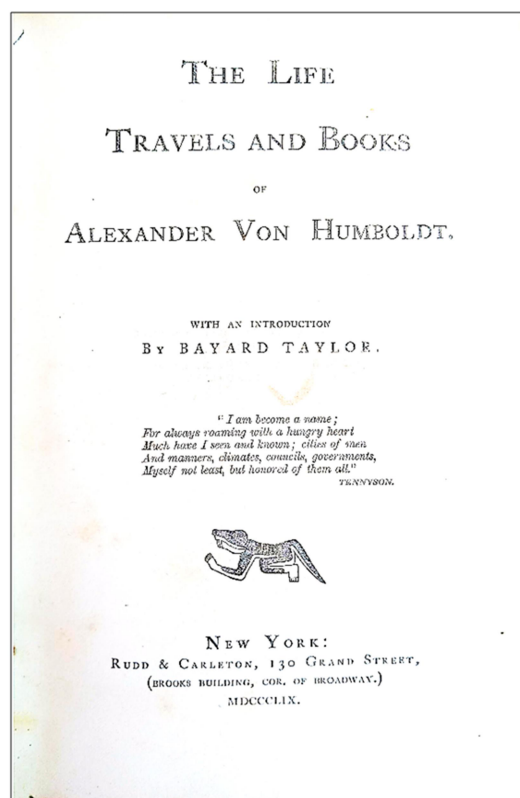 THE LIFE
TRAVELS AND BOOKS
OF
ALEXANDER VON HUMBOLDT.
WITH AN INTRODUCTION
BY BAYARD TAYLOR.
"I am become a name;
For always roaming with a hungry heart
Much have I seen and known; cities of men
And manners, climates, councils, governments,
Myself not least, but honored of them all."
TENNYSON.
NEW YORK:
RUDD & CARLETON, 130 GRAND STREET,
(BROOKS BUILDING, COR. OF BROADWAY.)
MDCCCLIX.